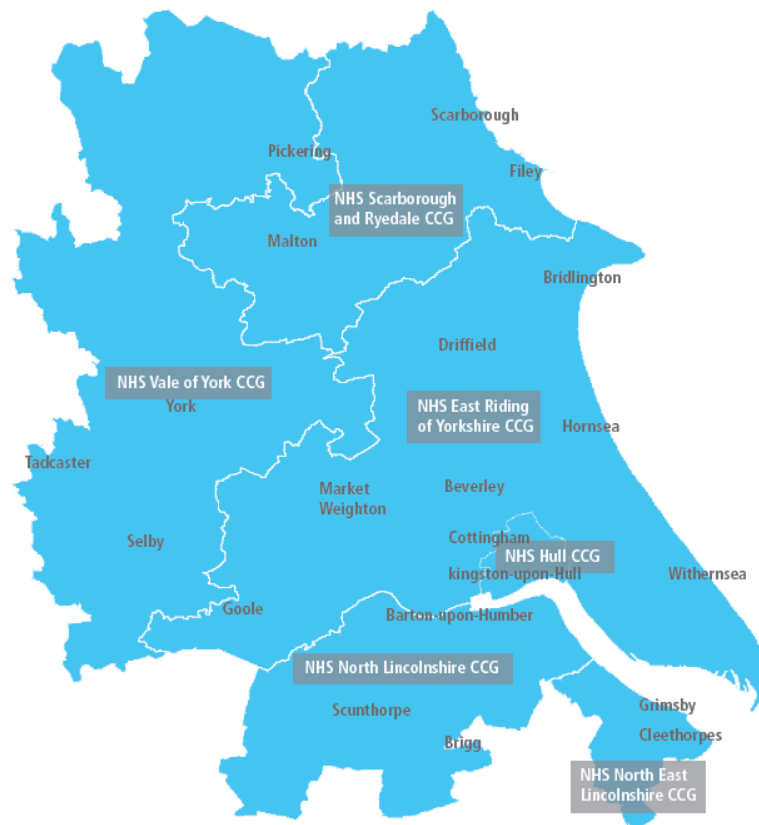 Scarborough
Pickering
Filey
NHS Scarborough
and Ryedale CCG
Malton
Bridlington
Driffield
NHS Vale of York CCG
York
NHS East Riding
of Yorkshire CCG
Hornsea
Tadcaster
Market
Weighton
Beverley
Selby
Cottingham
NHS Hull CCG
kingston-upon-Hull
Withernsea
Goole
Barton-upon-Humber
NHS North Lincolnshire CCG
Scunthorpe
Grimsby
Brigg
Cleethorpes
NHS North East
Lincolnshire CCG